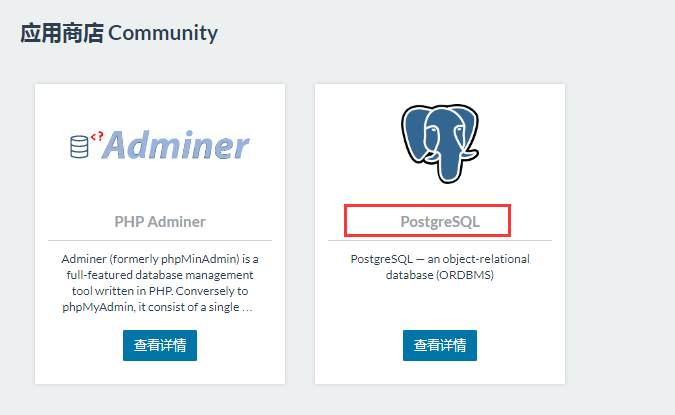 应用商店 Community
<?
Adminer
PHP Adminer
Adminer (formerly phpMinAdmin) is a
full-featured database management
tool written in PHP. Conversely to
phpMyAdmin, it consist of a single …
查看详情
PostgreSQL
PostgreSQL — an object-relational
database (ORDBMS)
查看详情